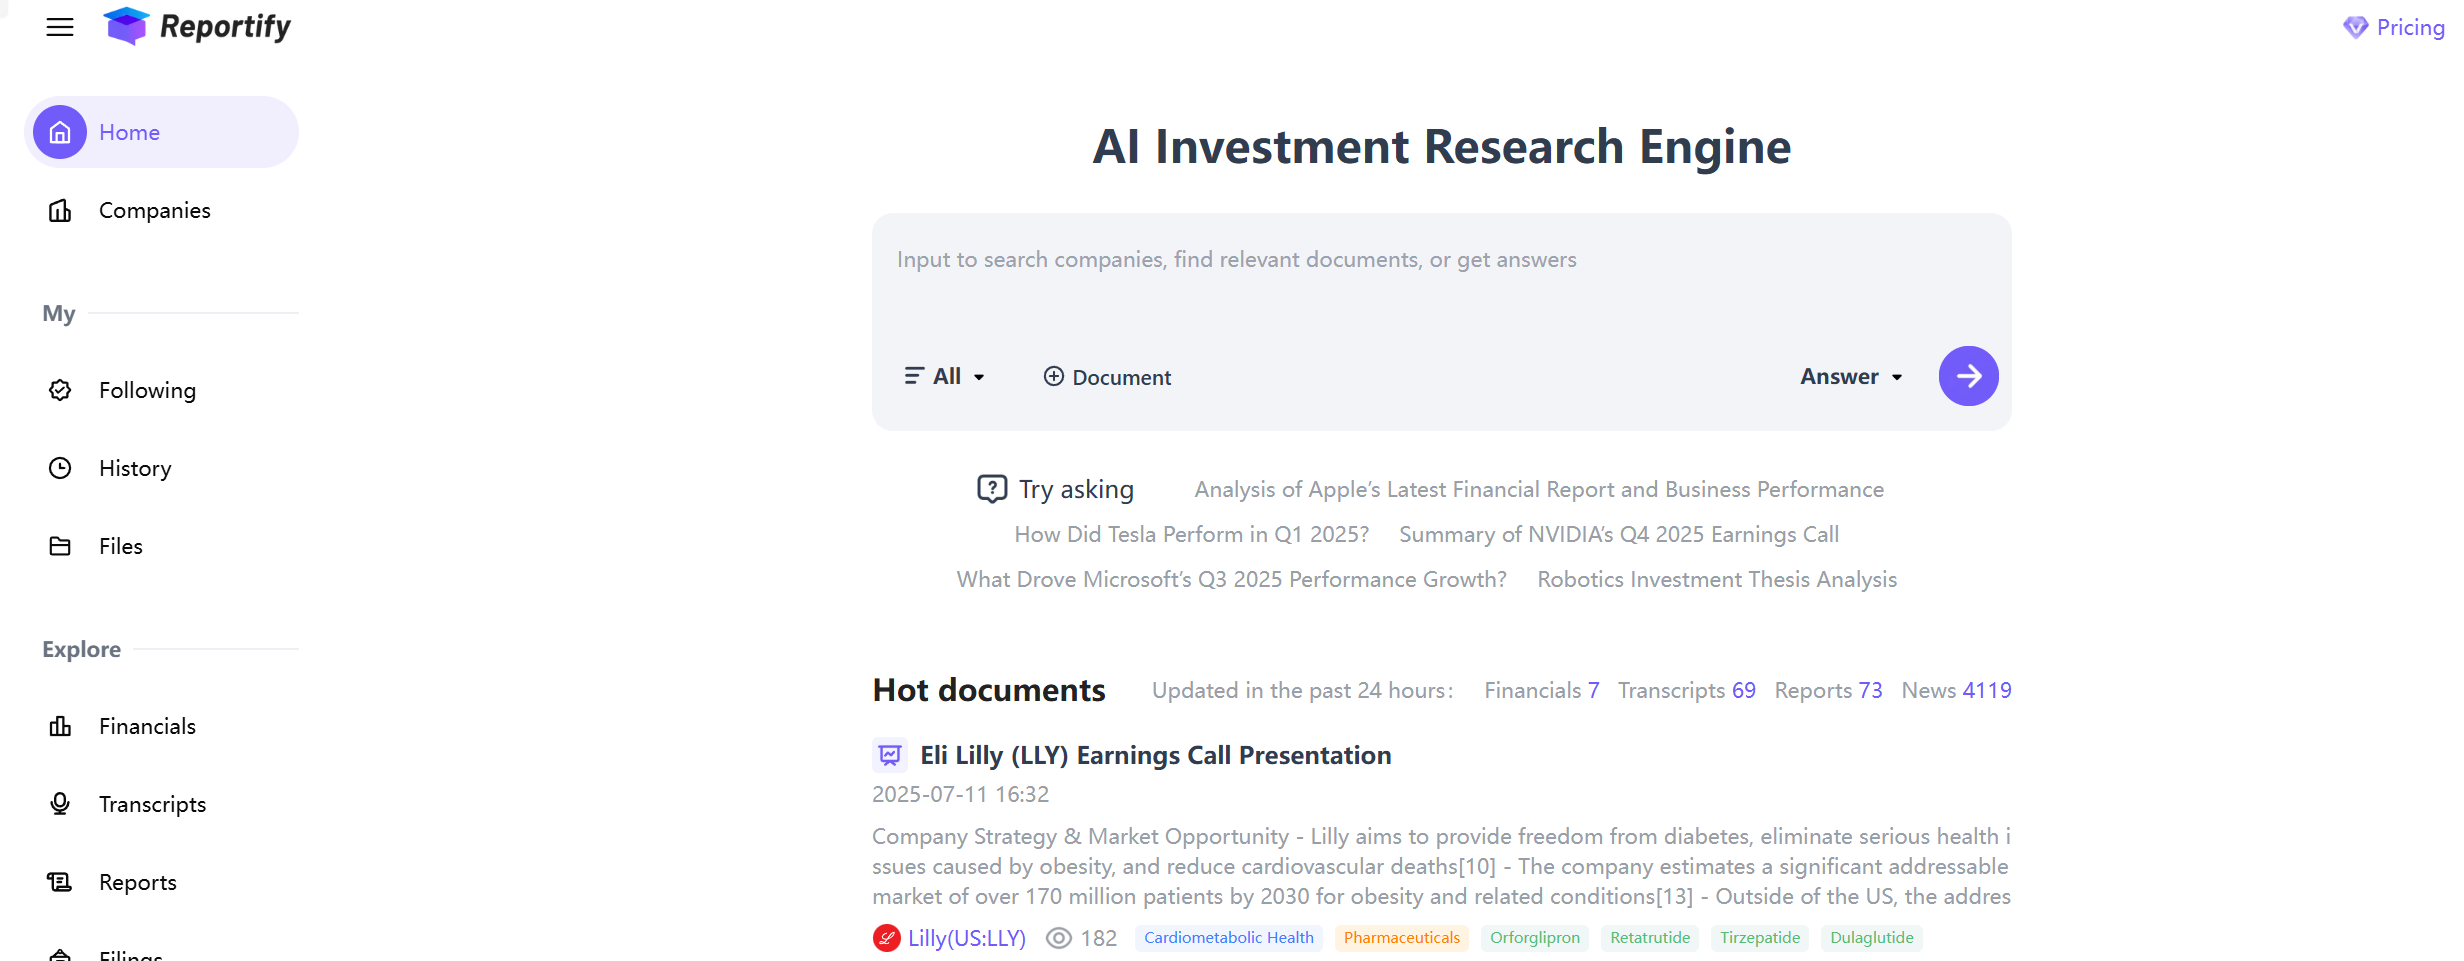 Reportify
Pricing
Home
Companies
My
Following
History
Files
Explore
Financials
Transcripts
Reports
Filings
AI Investment Research Engine
Input to search companies, find relevant documents, or get answers
All Document Answer
Try asking Analysis of Apple’s Latest Financial Report and Business Performance
How Did Tesla Perform in Q1 2025? Summary of NVIDIA’s Q4 2025 Earnings Call
What Drove Microsoft’s Q3 2025 Performance Growth? Robotics Investment Thesis Analysis
Hot documents Updated in the past 24 hours: Financials 7 Transcripts 69 Reports 73 News 4119
Eli Lilly (LLY) Earnings Call Presentation
2025-07-11 16:32
Company Strategy & Market Opportunity - Lilly aims to provide freedom from diabetes, eliminate serious health i
ssues caused by obesity, and reduce cardiovascular deaths[10] - The company estimates a significant addressable
market of over 170 million patients by 2030 for obesity and related conditions[13] - Outside of the US, the addres
Lilly(US:LLY) 182 Cardiometabolic Health Pharmaceuticals Orforglipron Retatrutide Tirzepatide Dulaglutide